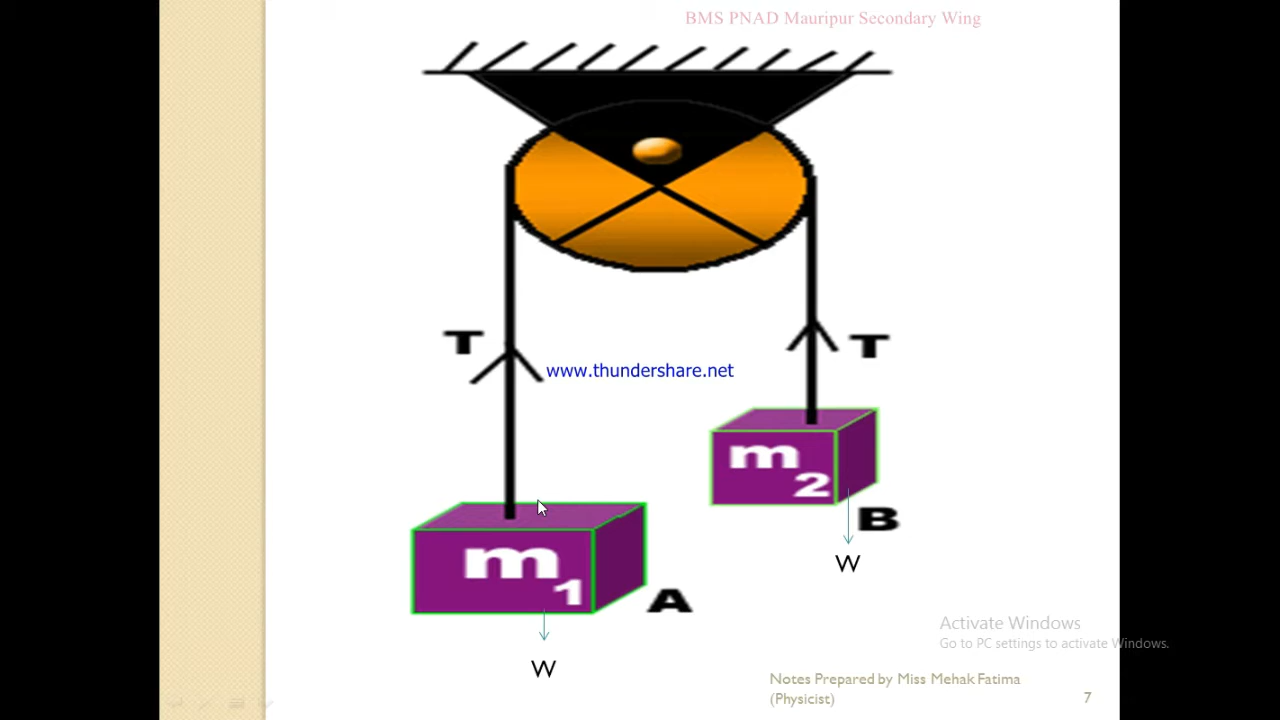 BMS PNAD Mauripur Secondary Wing
T
T
www.thundershare.net
m2
B
W
m1
A
W
Activate Windows
Go to PC settings to activate Windows.
Notes Prepared by Miss Mehak Fatima
(Physicist)
7